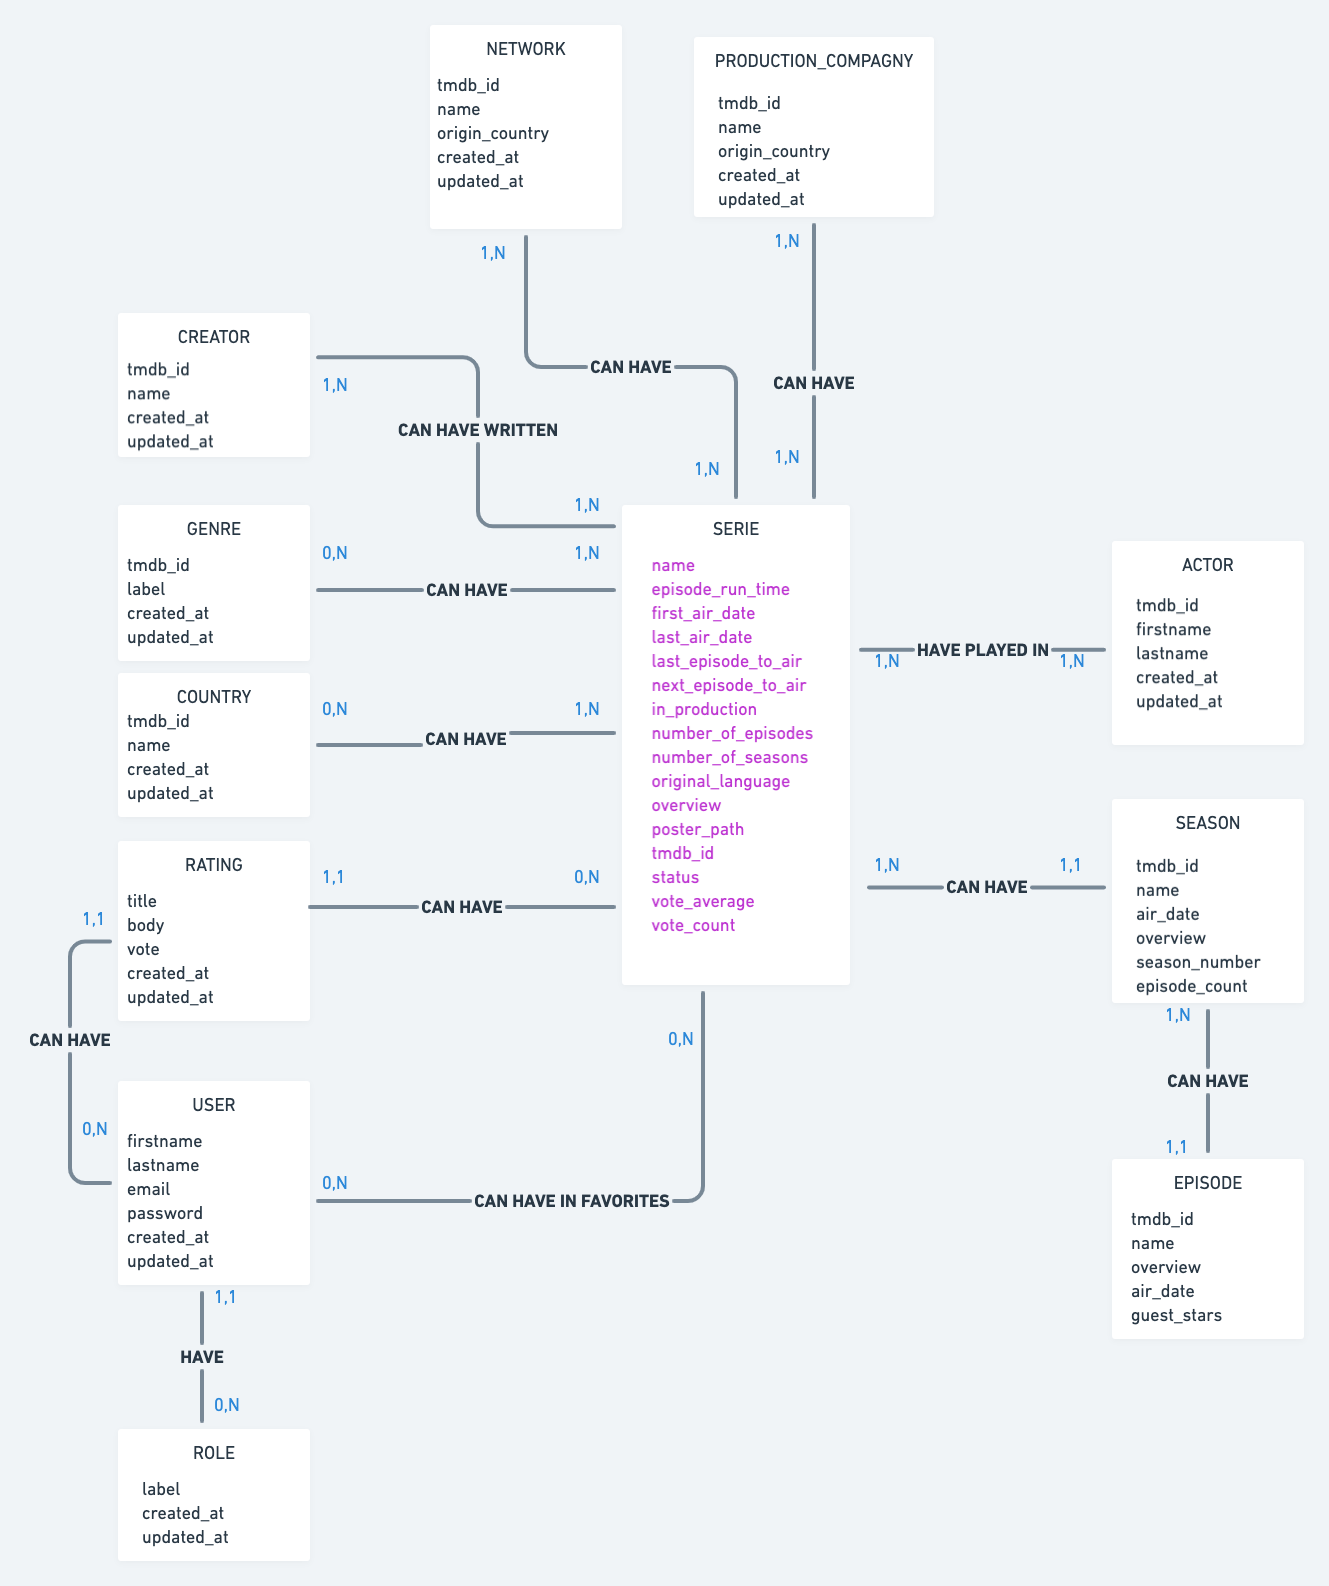 NETWORK
tmdb_id
name
origin_country
created_at
updated_at
PRODUCTION_COMPAGNY
tmdb_id
name
origin_country
created_at
updated_at
1,N
1,N
CAN HAVE
CAN HAVE
1,N
1,N
CREATOR
tmdb_id
name
created_at
updated_at
1,N
CAN HAVE WRITTEN
1,N
GENRE
tmdb_id
label
created_at
updated_at
0,N
1,N
CAN HAVE
COUNTRY
tmdb_id
name
created_at
updated_at
0,N
1,N
CAN HAVE
SERIE
name
episode_run_time
first_air_date
last_air_date
last_episode_to_air
next_episode_to_air
in_production
number_of_episodes
number_of_seasons
original_language
overview
poster_path
tmdb_id
status
vote_average
vote_count
1,N
HAVE PLAYED IN
1,N
ACTOR
tmdb_id
firstname
lastname
created_at
updated_at
RATING
title
body
vote
created_at
updated_at
1,1
0,N
CAN HAVE
1,N
1,1
CAN HAVE
SEASON
tmdb_id
name
air_date
overview
season_number
episode_count
1,1
CAN HAVE
0,N
1,N
CAN HAVE
1,1
USER
firstname
lastname
email
password
created_at
updated_at
0,N
0,N
CAN HAVE IN FAVORITES
EPISODE
tmdb_id
name
overview
air_date
guest_stars
1,1
HAVE
0,N
ROLE
label
created_at
updated_at